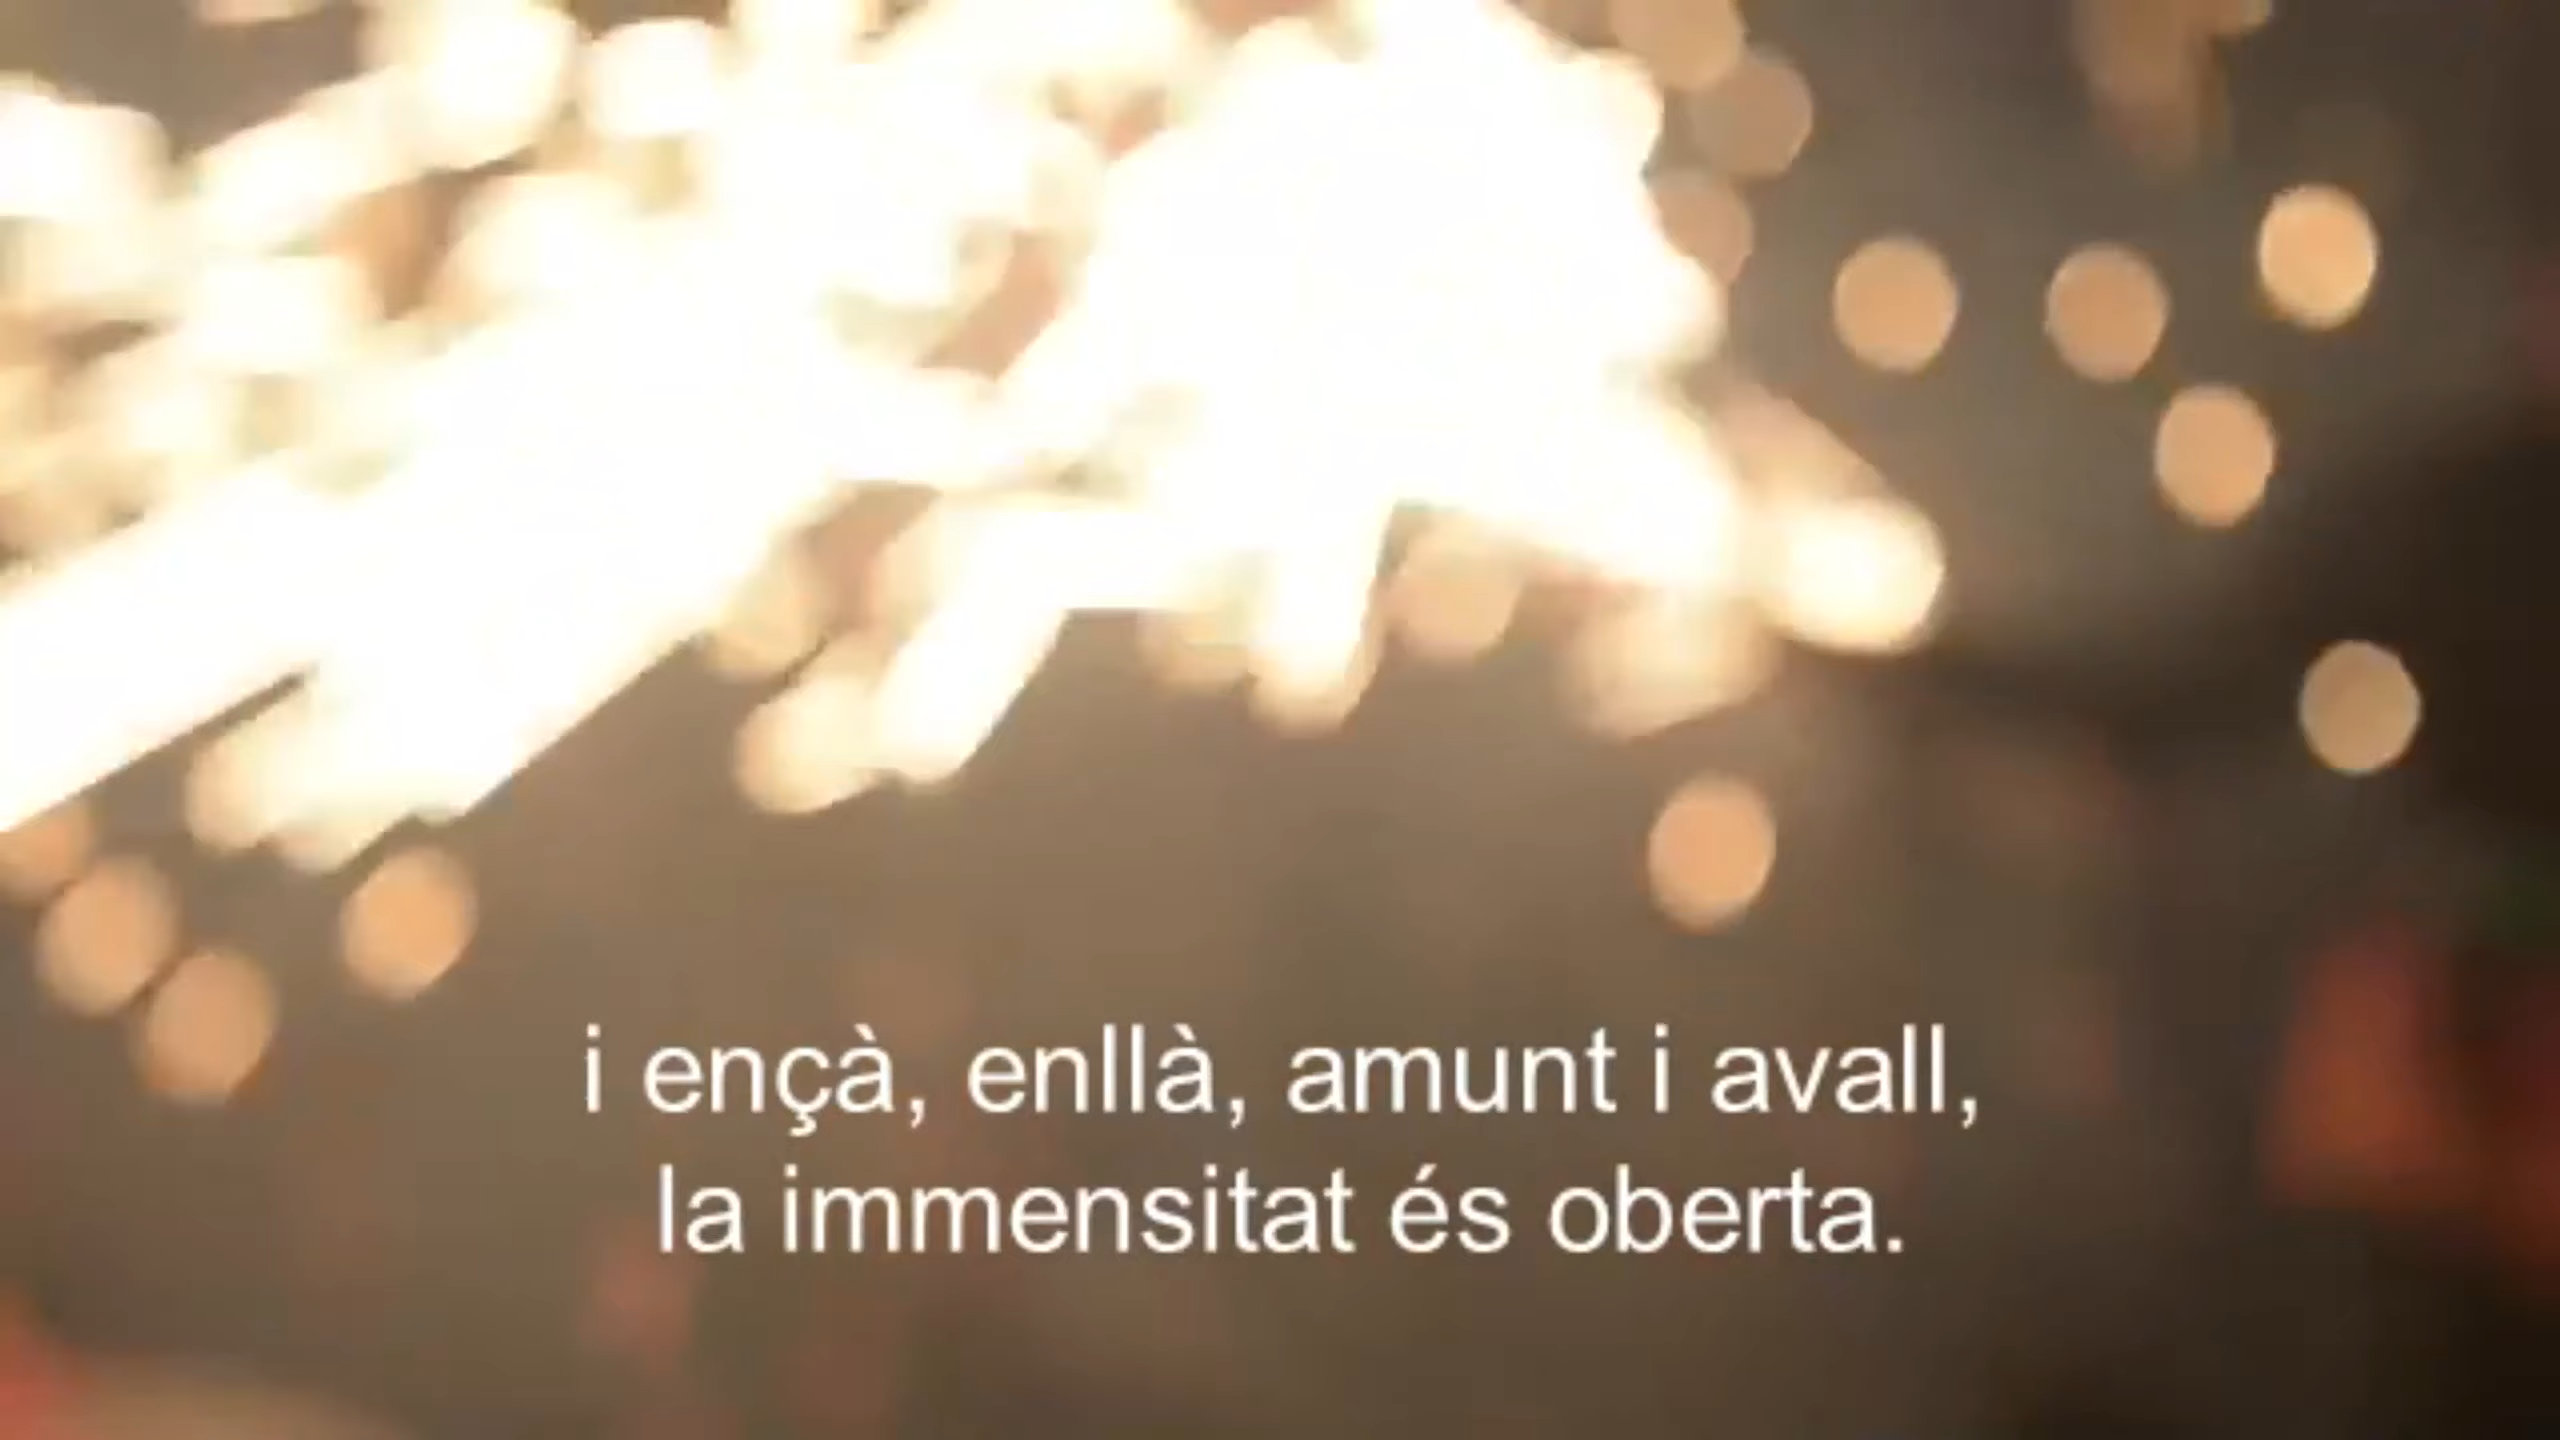 i ençà, enllà, amunt i avall,
la immensitat és oberta.